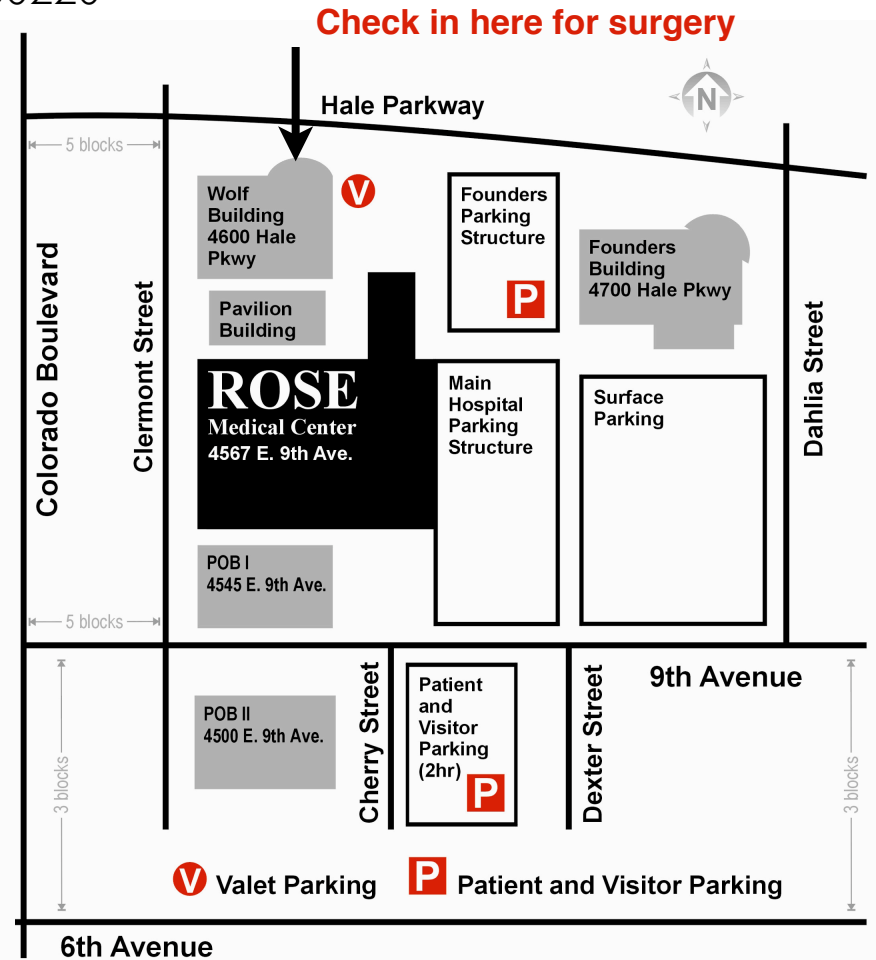 Check in here for surgery
Hale Parkway
N
5 blocks
Wolf
Building
4600 Hale
Pkwy
V
Founders
Parking
Structure
P
Founders
Building
4700 Hale Pkwy
Pavilion
Building
Colorado Boulevard
Clermont Street
Dahlia Street
ROSE
Medical Center
4567 E. 9th Ave.
Main
Hospital
Parking
Structure
Surface
Parking
POB I
4545 E. 9th Ave.
5 blocks
9th Avenue
3 blocks
POB II
4500 E. 9th Ave.
Cherry Street
Patient
and
Visitor
Parking
(2hr)
P
Dexter Street
3 blocks
V Valet Parking
P Patient and Visitor Parking
6th Avenue